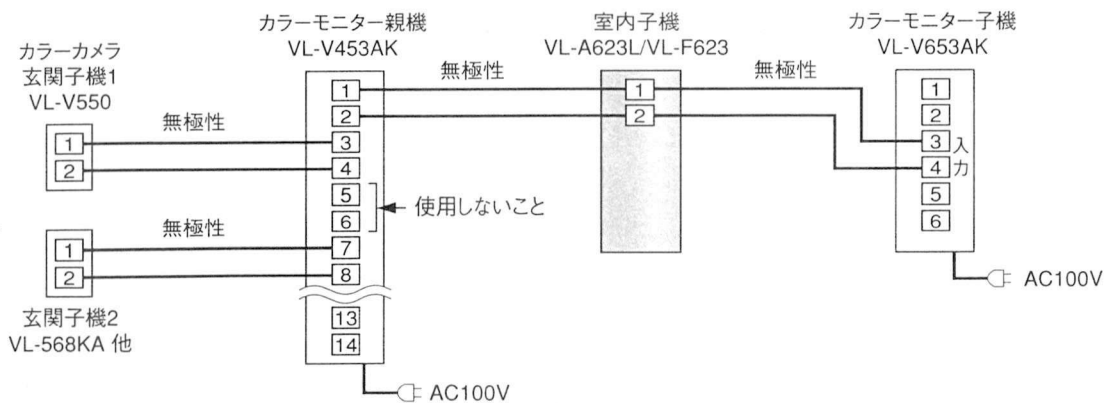 カラーカメラ
玄関子機1
VL-V550
1
2
無極性
玄関子機2
VL-568KA 他
1
2
無極性
カラーモニター親機
VL-V453AK
1
2
3
4
5
6
7
8
13
14
使用しないこと
AC100V
無極性
室内子機
VL-A623L/VL-F623
1
2
無極性
カラーモニター子機
VL-V653AK
1
2
3
4
5
6
入力
AC100V